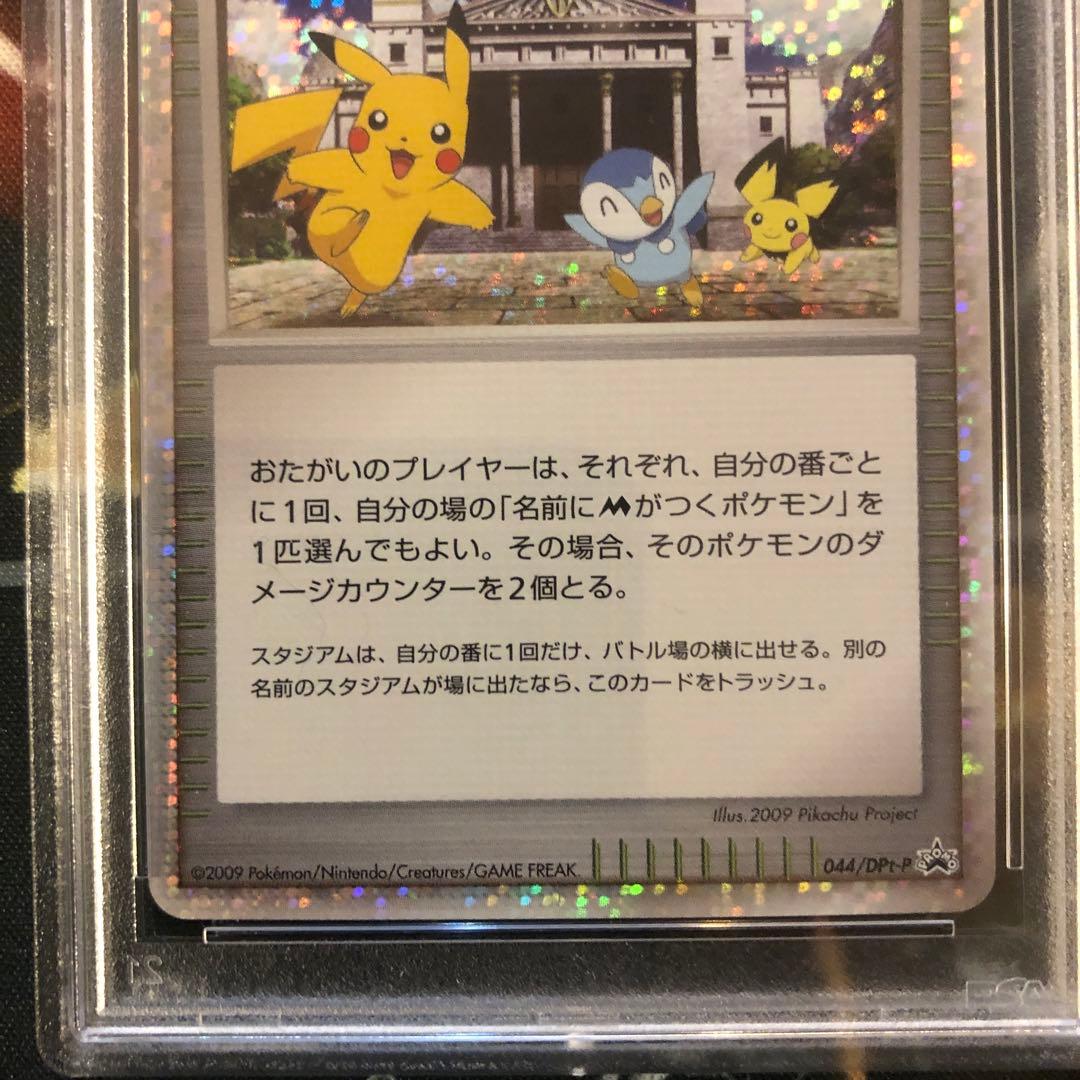 おたがいのプレイヤーは、それぞれ、自分の番ごと
に1回、自分の場の「名前にMがつくポケモン」を
1匹選んでもよい。その場合、そのポケモンのダ
メージカウンターを2個とる。
スタジアムは、自分の番に1回だけ、バトル場の横に出せる。別の
名前のスタジアムが場に出たなら、このカードをトラッシュ。
Illus. 2009 Pikachu Project
©2009 Pokémon/Nintendo/Creatures/GAME FREAK.
044/DPt-P PROMO